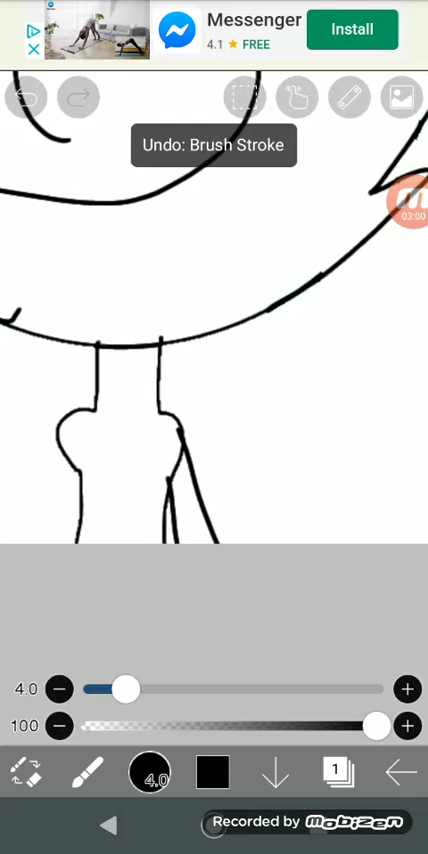 Messenger
4.1 ★ FREE
Install
Undo: Brush Stroke
03:00
4.0
100
4.0
1
Recorded by mobizen